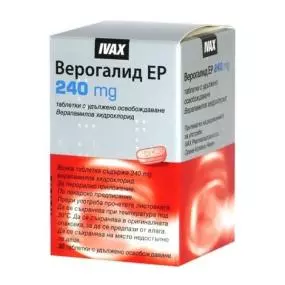 IVAX
Верогалид ЕР
240 mg
таблетки с удължено освобождаване
Верапамилов хидрохлорид
Всяка таблетка съдържа 240 mg
верапамилов хидрохлорид
За перорално приложение
По лекарско предписание
Преди употреба прочетете листовката.
Да се съхранява при температура под
30°C. Да се съхранява в оригиналната
опаковка, за да се предпази от влага.
Да се съхранява на място недостъпно
за деца.
30 таблетки с удължено освобождаване